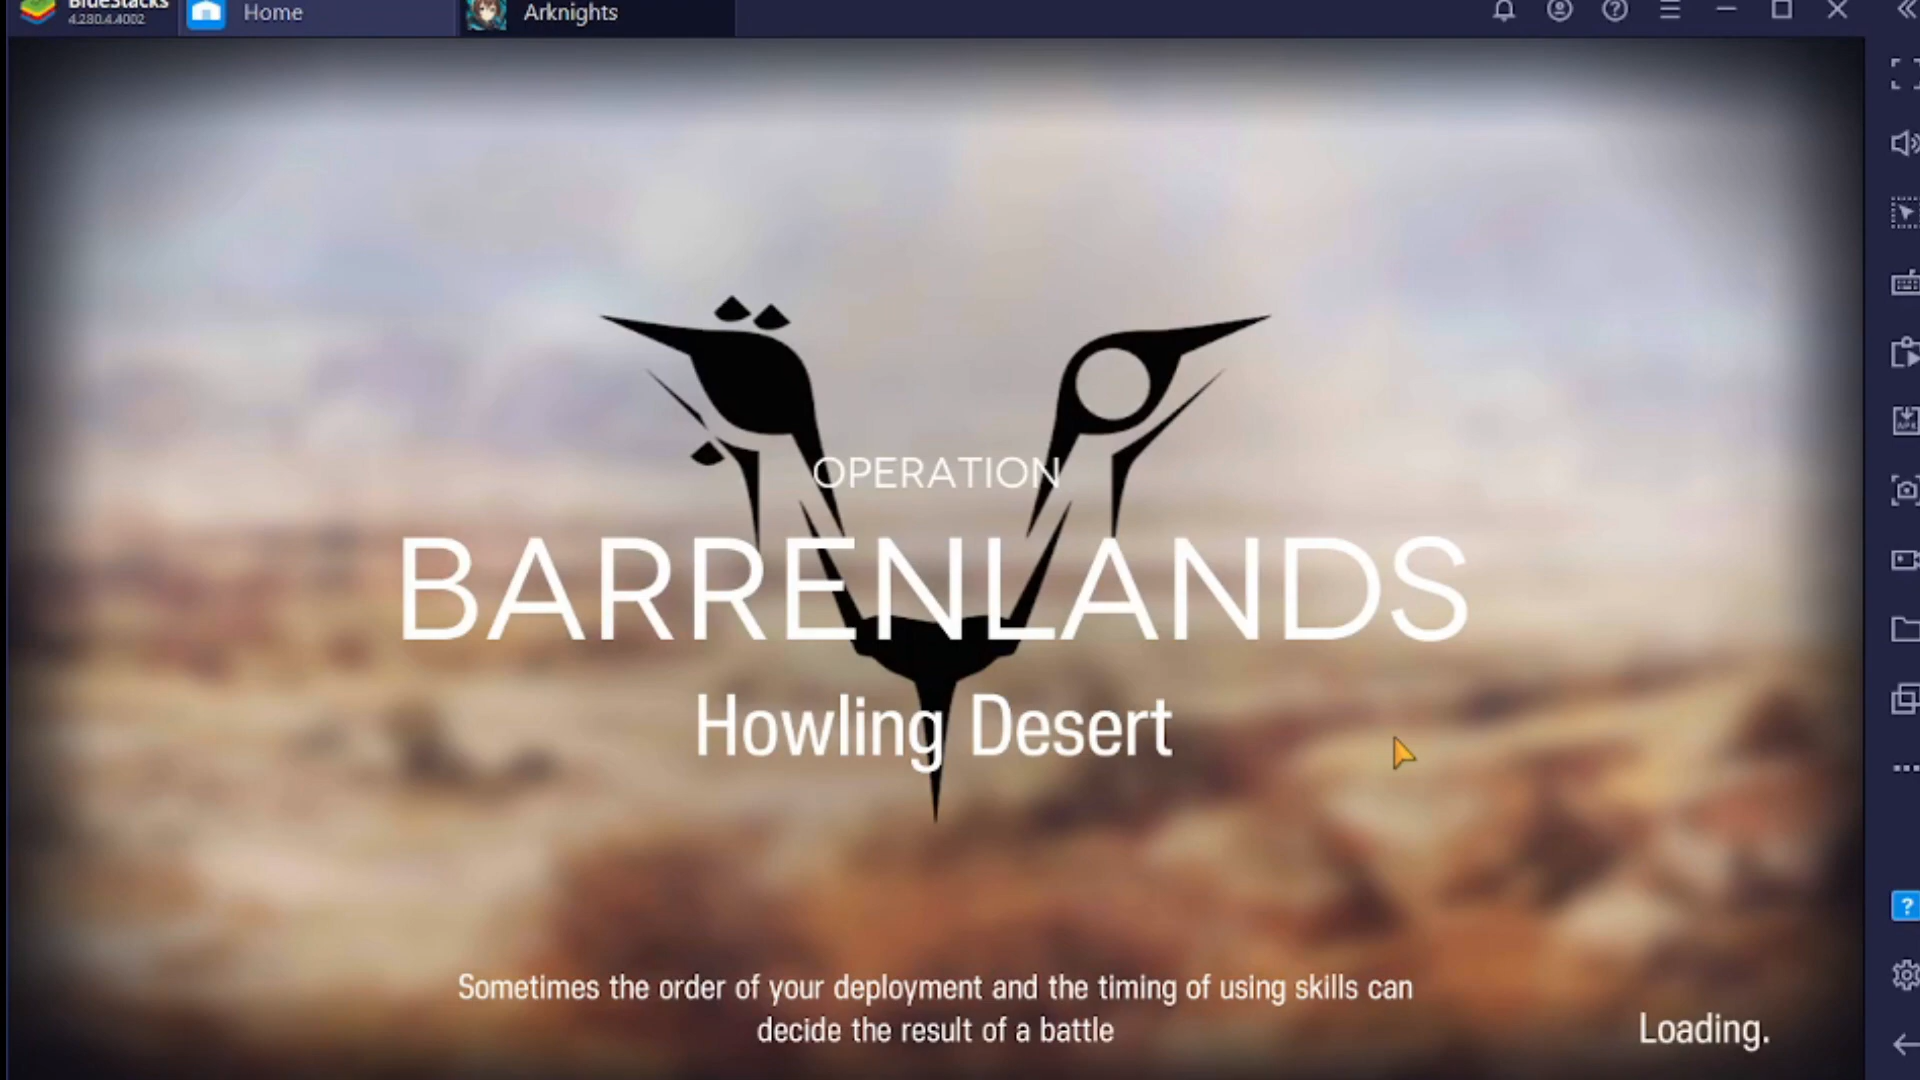 BlueStacks
4.280.4.4002
Home
Arknights
OPERATION
BARRENLANDS
Howling Desert
Sometimes the order of your deployment and the timing of using skills can
decide the result of a battle
Loading.